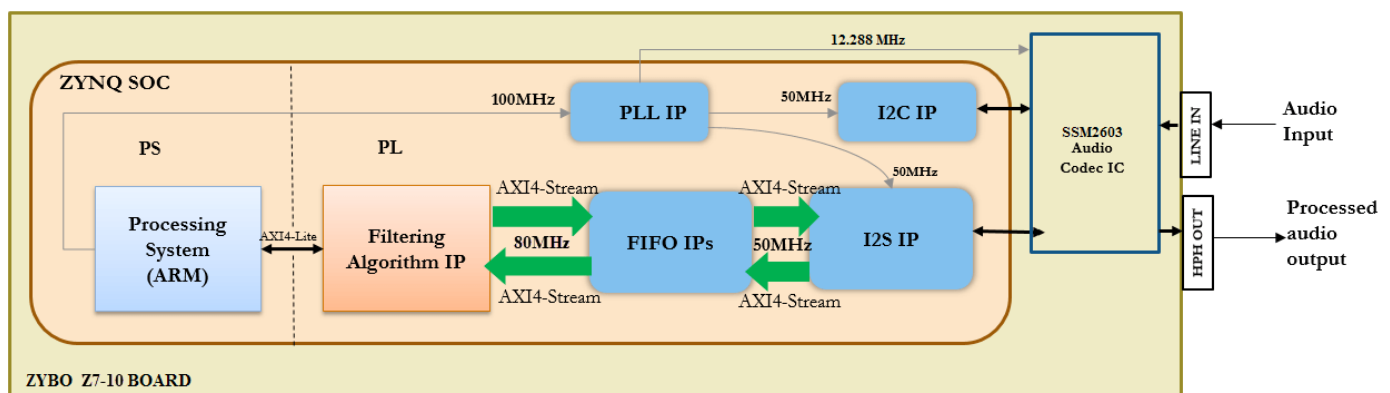 12.288 MHz
ZYNQ SOC
100MHz
PLL IP
50MHz
I2C IP
SSM2603
Audio
Codec IC
LINE IN
Audio
Input
PS
PL
50MHz
Processing
System
(ARM)
AXI4-Lite
Filtering
Algorithm IP
AXI4-Stream
80MHz
AXI4-Stream
FIFO IPs
AXI4-Stream
50MHz
AXI4-Stream
I2S IP
HPH OUT
Processed
audio
output
ZYBO Z7-10 BOARD